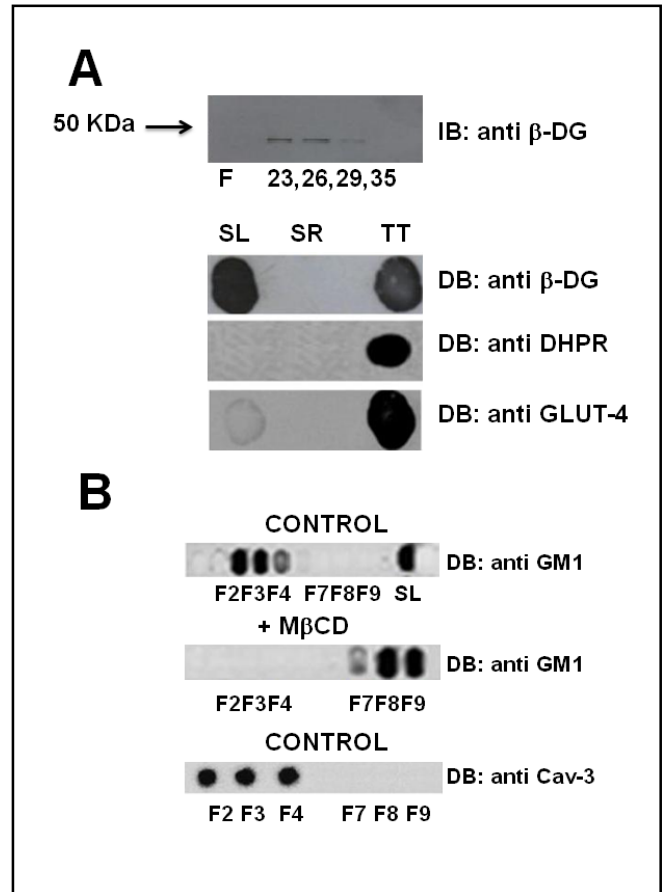 A
50 KDa
IB: anti β-DG
F 23,26,29,35
SL SR TT
DB: anti β-DG
DB: anti DHPR
DB: anti GLUT-4
B
CONTROL
DB: anti GM1
F2F3F4 F7F8F9 SL
+ MβCD
DB: anti GM1
F2F3F4 F7F8F9
CONTROL
DB: anti Cav-3
F2 F3 F4 F7 F8 F9